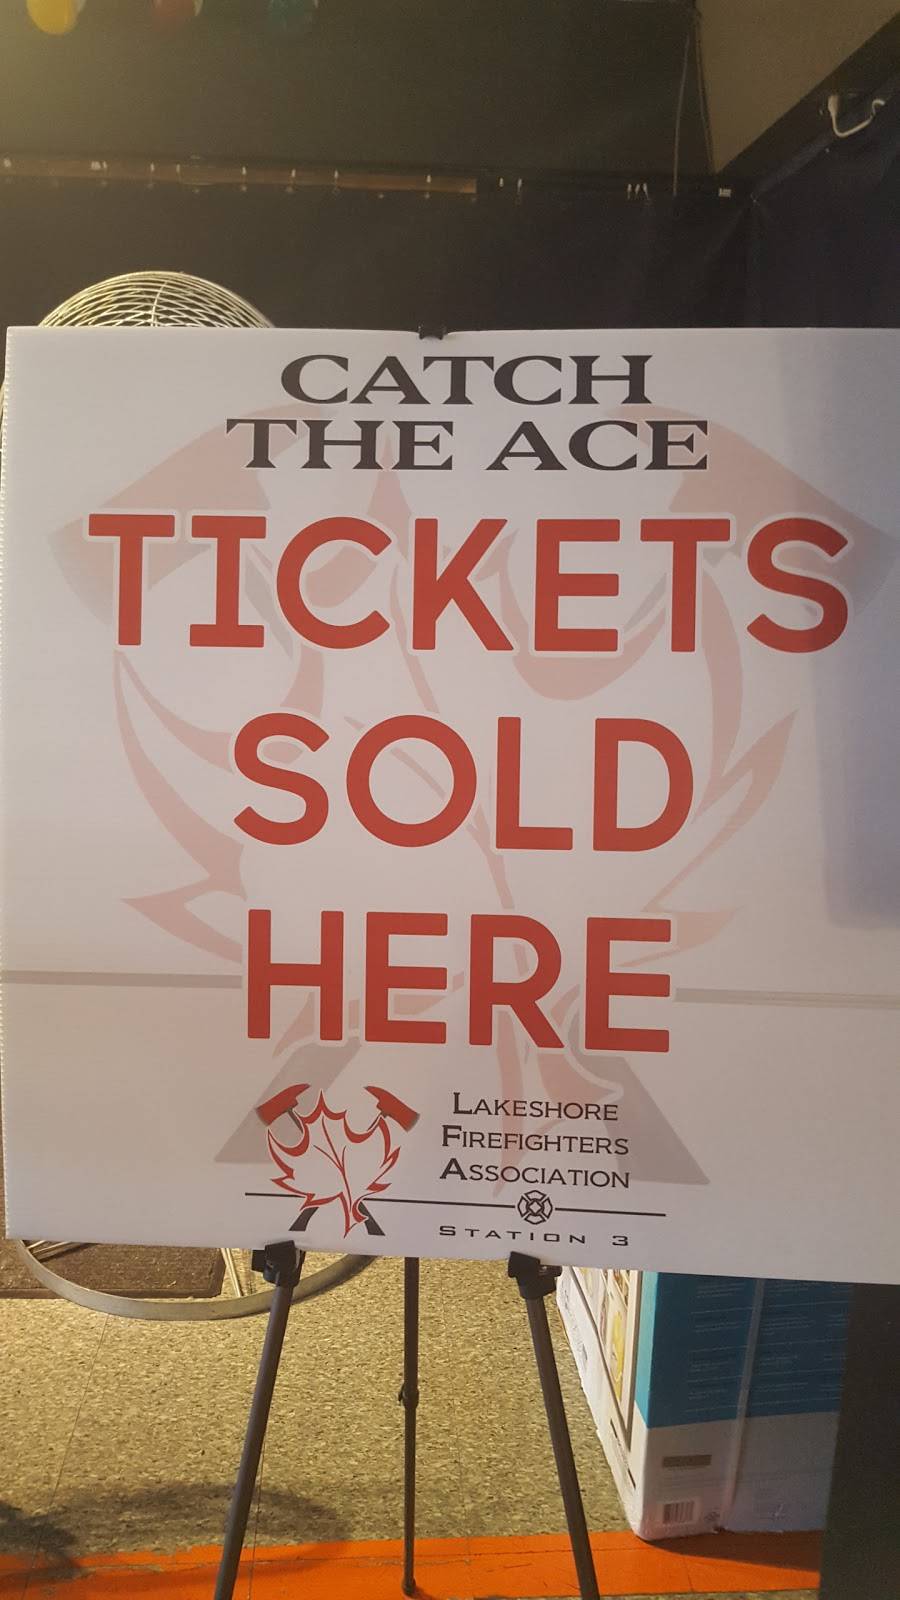 CATCH
THE ACE
TICKETS
SOLD
HERE
LAKESHORE
FIREFIGHTERS
ASSOCIATION
STATION 3